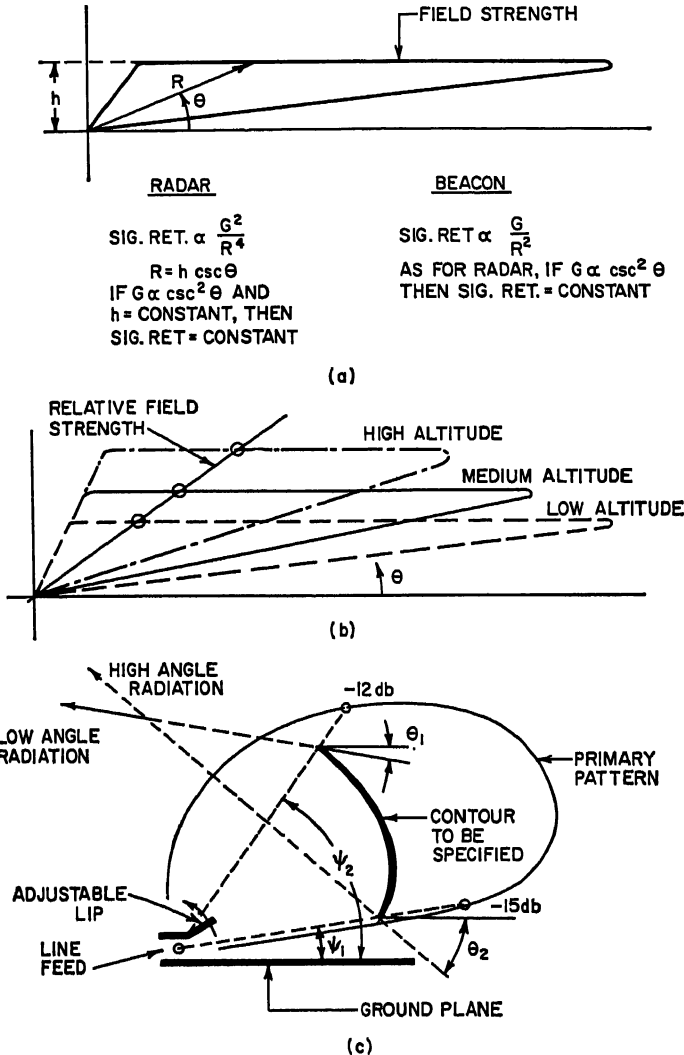 FIELD STRENGTH
h
R
θ
RADAR
SIG. RET. α G²/R⁴
R = h cscθ
IF G α csc² θ AND
h = CONSTANT, THEN
SIG. RET = CONSTANT
BEACON
SIG. RET α G/R²
AS FOR RADAR, IF G α csc² θ
THEN SIG. RET. = CONSTANT
(a)
RELATIVE FIELD
STRENGTH
HIGH ALTITUDE
MEDIUM ALTITUDE
LOW ALTITUDE
θ
(b)
HIGH ANGLE
RADIATION
-12 db
LOW ANGLE
RADIATION
θ₁
PRIMARY
PATTERN
CONTOUR
TO BE
SPECIFIED
ψ₂
ADJUSTABLE
LIP
-15db
LINE
FEED
ψ₁
θ₂
GROUND PLANE
(c)